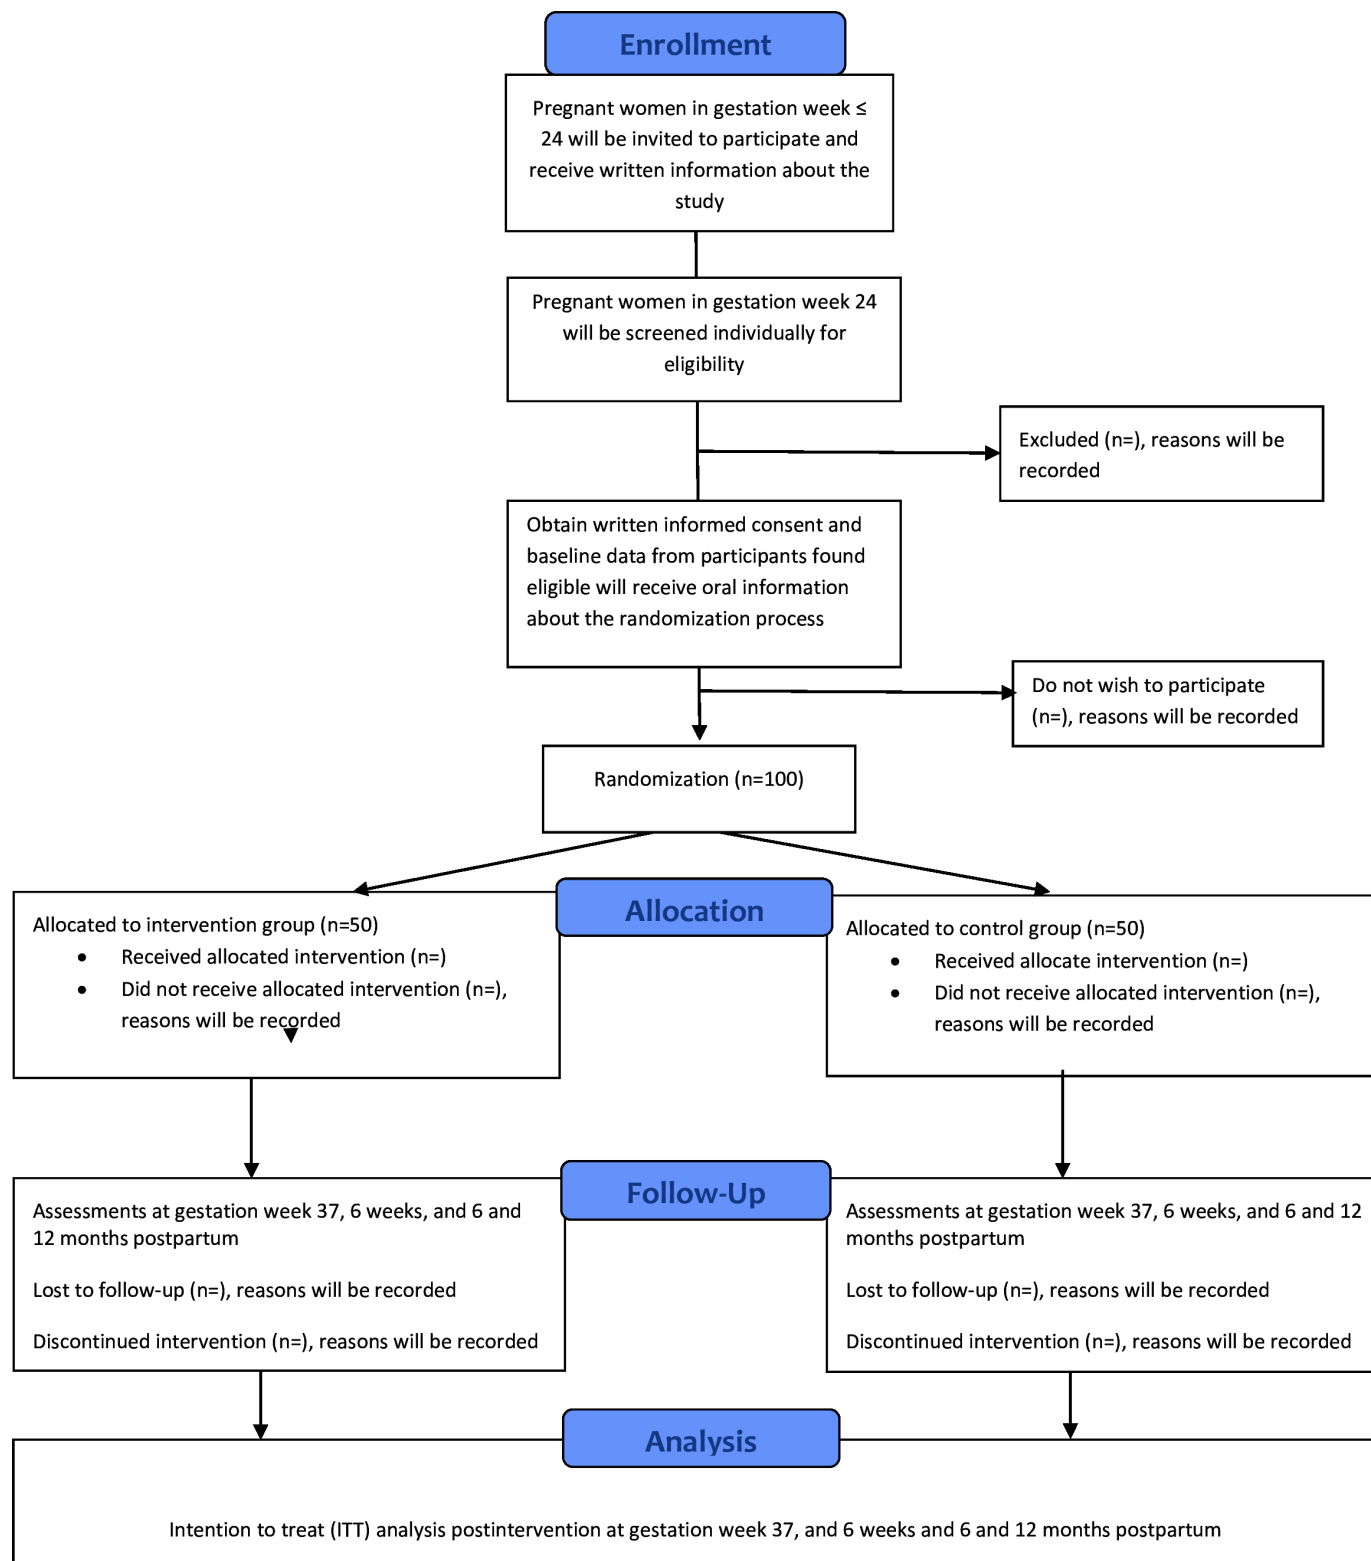 Enrollment
Pregnant women in gestation week ≤
24 will be invited to participate and
receive written information about the
study
Pregnant women in gestation week 24
will be screened individually for
eligibility
Excluded (n=), reasons will be
recorded
Obtain written informed consent and
baseline data from participants found
eligible will receive oral information
about the randomization process
Do not wish to participate
(n=), reasons will be recorded
Randomization (n=100)
Allocation
Allocated to intervention group (n=50)
• Received allocated intervention (n=)
• Did not receive allocated intervention (n=),
reasons will be recorded
Allocated to control group (n=50)
• Received allocate intervention (n=)
• Did not receive allocated intervention (n=),
reasons will be recorded
Follow-Up
Assessments at gestation week 37, 6 weeks, and 6 and
12 months postpartum
Lost to follow-up (n=), reasons will be recorded
Discontinued intervention (n=), reasons will be recorded
Assessments at gestation week 37, 6 weeks, and 6 and 12
months postpartum
Lost to follow-up (n=), reasons will be recorded
Discontinued intervention (n=), reasons will be recorded
Analysis
Intention to treat (ITT) analysis postintervention at gestation week 37, and 6 weeks and 6 and 12 months postpartum